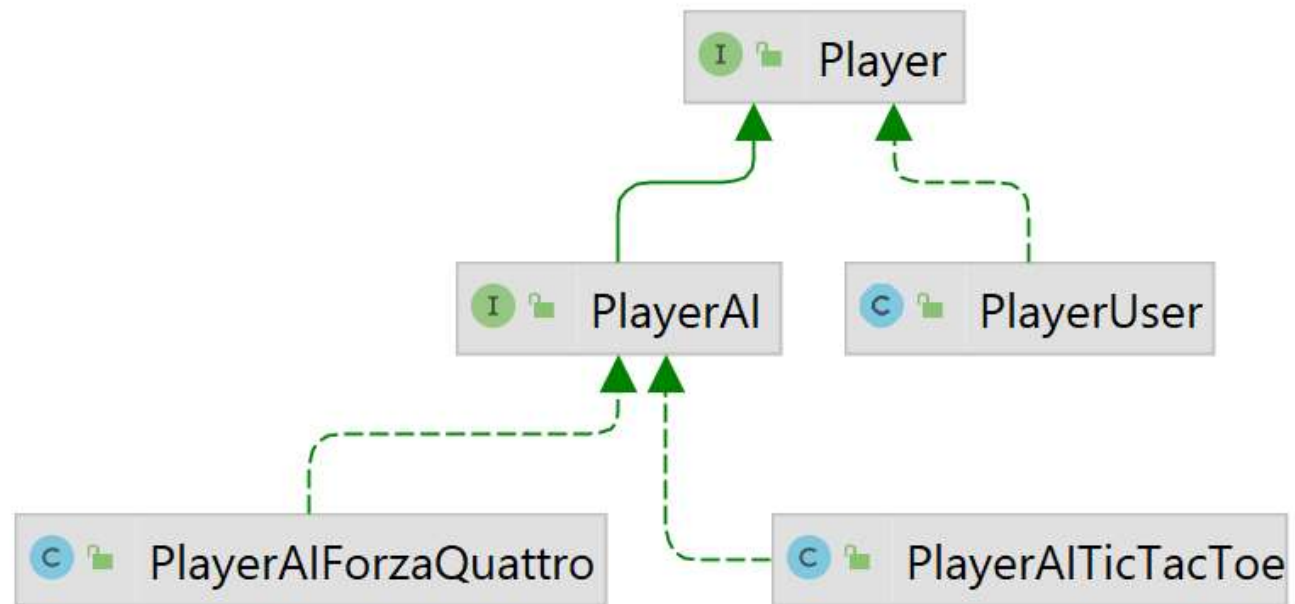 I Player
I PlayerAI
C PlayerUser
C PlayerAIForzaQuattro
C PlayerAITicTacToe